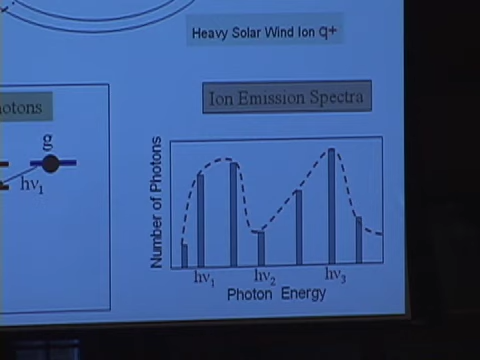 Heavy Solar Wind Ion q+
Ion Emission Spectra
otons
g
hν₁
Number of Photons
hν₁ hν₂ hν₃
Photon Energy